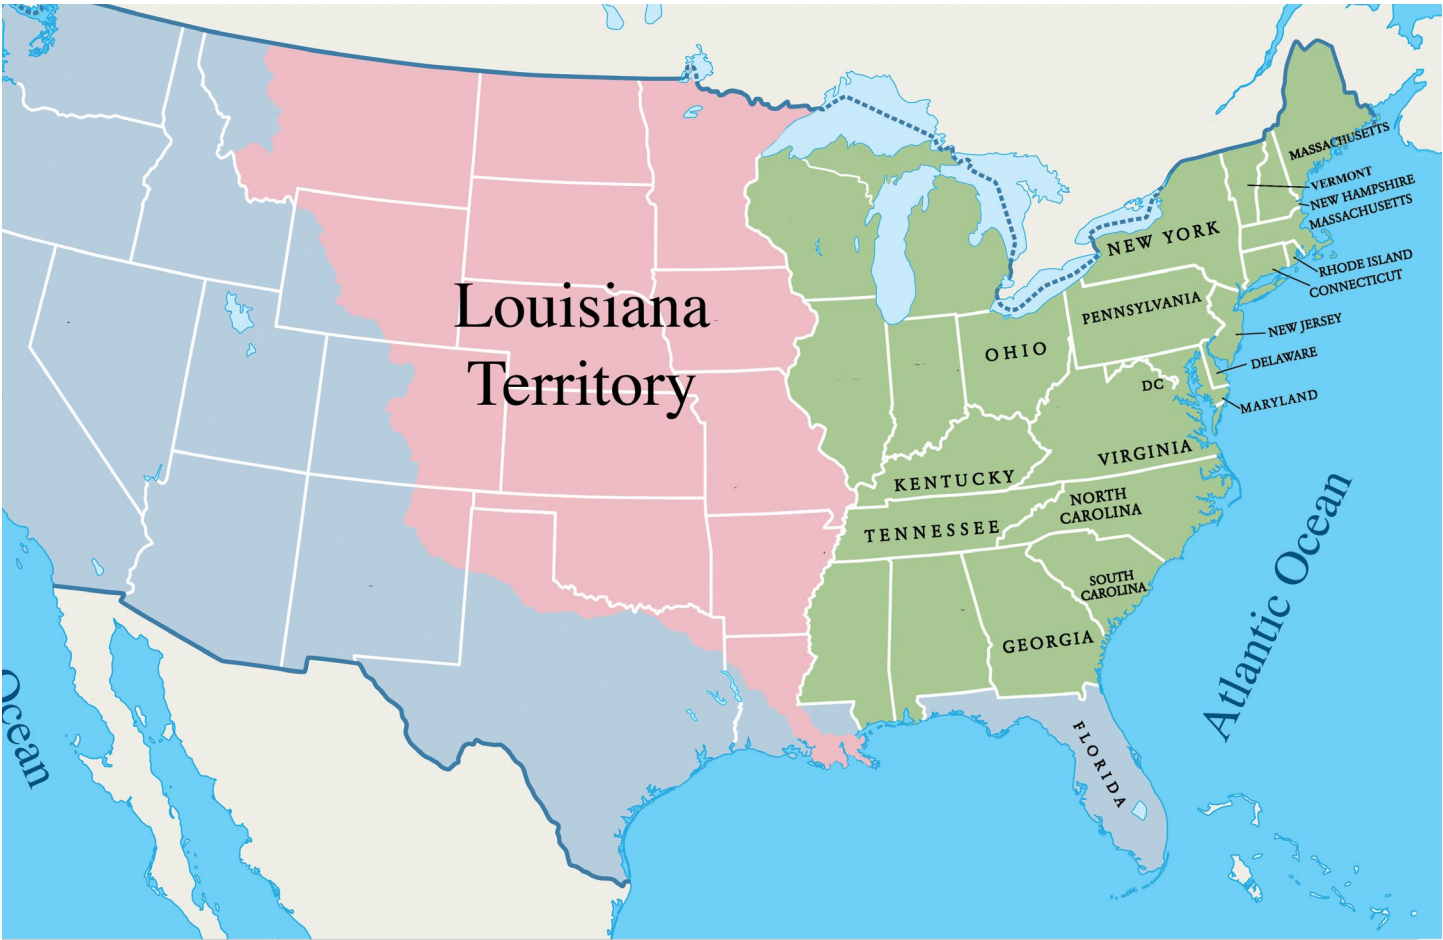 MASSACHUSETTS
VERMONT
NEW HAMPSHIRE
MASSACHUSETTS
NEW YORK
RHODE ISLAND
CONNECTICUT
PENNSYLVANIA
NEW JERSEY
Louisiana
Territory
OHIO
DELAWARE
DC
MARYLAND
VIRGINIA
KENTUCKY
NORTH
CAROLINA
TENNESSEE
SOUTH
CAROLINA
GEORGIA
Atlantic Ocean
FLORIDA
Ocean